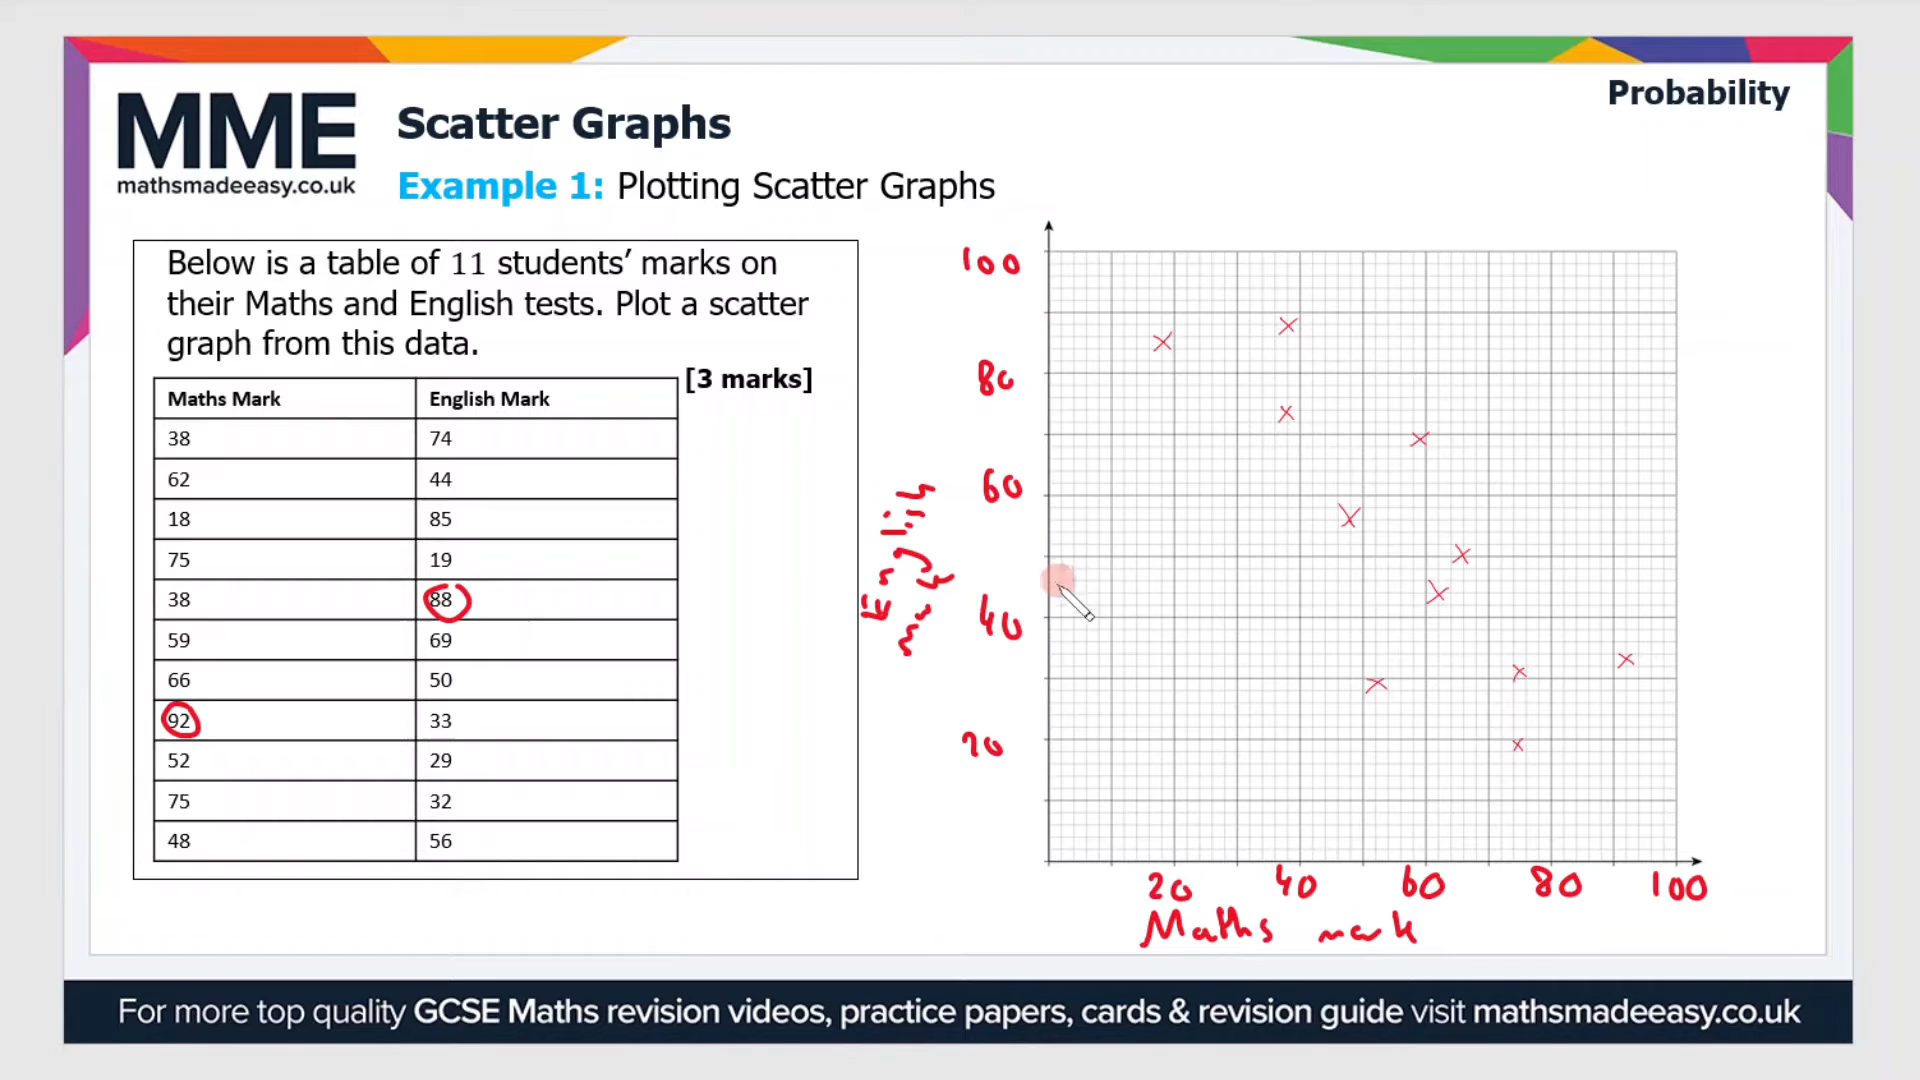 Probability
MME
mathsmadeeasy.co.uk
Scatter Graphs
Example 1: Plotting Scatter Graphs
Below is a table of 11 students’ marks on
their Maths and English tests. Plot a scatter
graph from this data.
[3 marks]
Maths Mark English Mark
38 74
62 44
18 85
75 19
38 88
59 69
66 50
92 33
52 29
75 32
48 56
100
80
60
40
20
English
mark
20 40 60 80 100
Maths mark
For more top quality GCSE Maths revision videos, practice papers, cards & revision guide visit mathsmadeeasy.co.uk